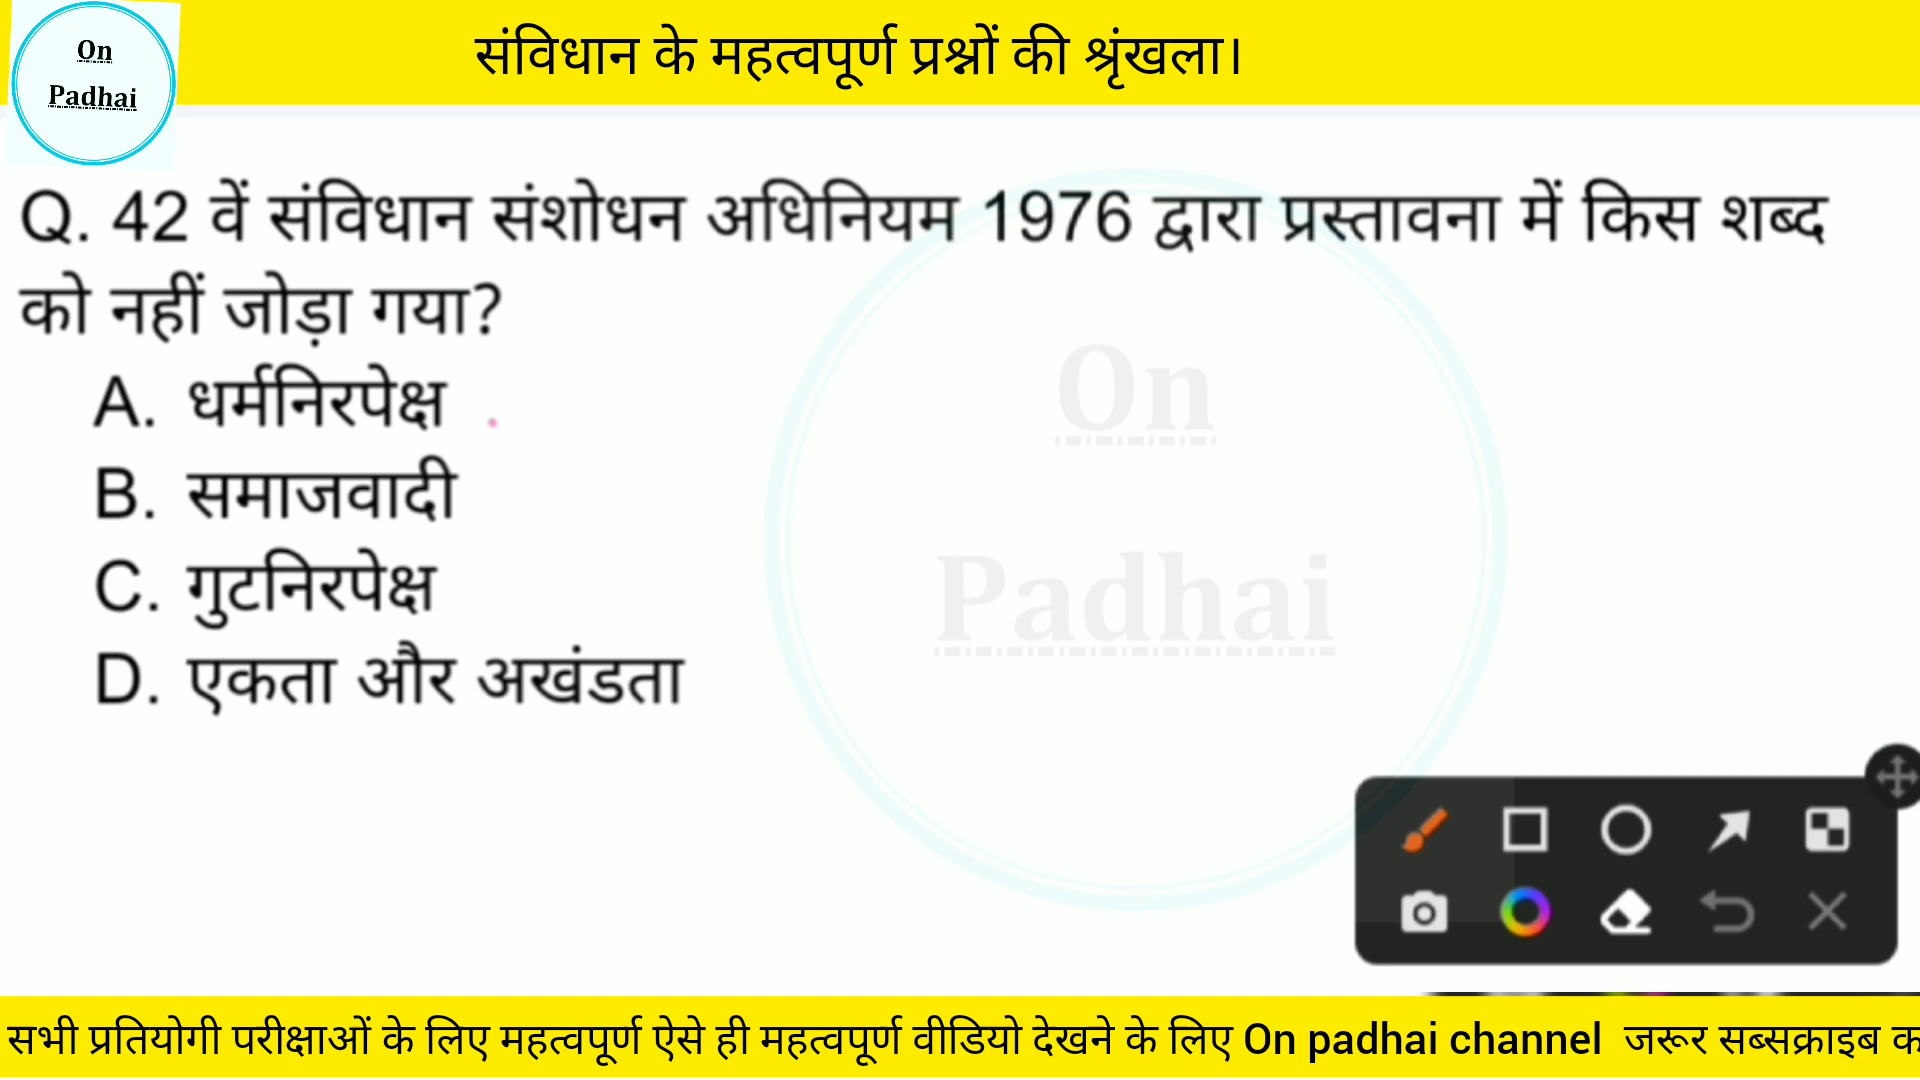 On
Padhai
संविधान के महत्वपूर्ण प्रश्नों की श्रृंखला।
Q. 42 वें संविधान संशोधन अधिनियम 1976 द्वारा प्रस्तावना में किस शब्द
को नहीं जोड़ा गया?
A. धर्मनिरपेक्ष
B. समाजवादी
C. गुटनिरपेक्ष
D. एकता और अखंडता
On
Padhai
सभी प्रतियोगी परीक्षाओं के लिए महत्वपूर्ण ऐसे ही महत्वपूर्ण वीडियो देखने के लिए On padhai channel जरूर सब्सक्राइब